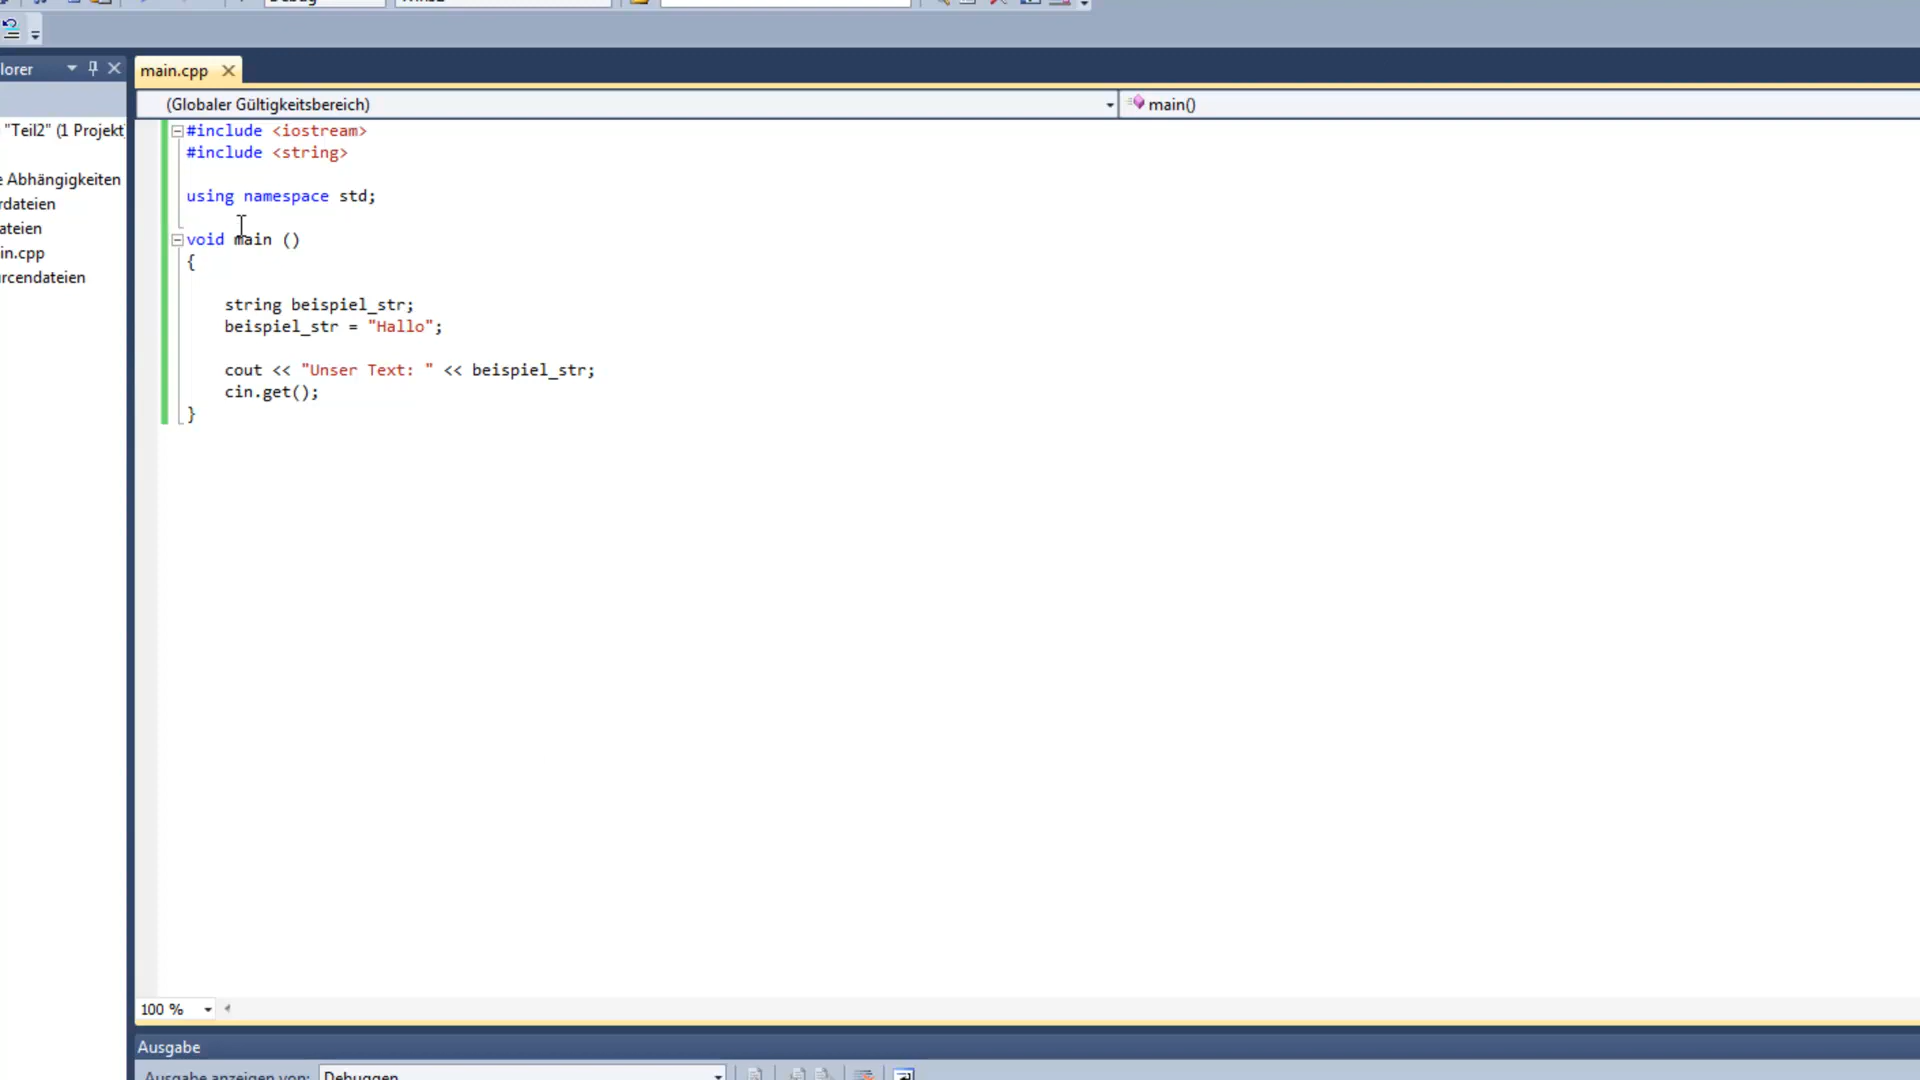 lorer
main.cpp
(Globaler Gültigkeitsbereich)
main()
"Teil2" (1 Projekt
e Abhängigkeiten
rdateien
ateien
in.cpp
rcendateien
#include <iostream>
#include <string>
using namespace std;
void main ()
{
string beispiel_str;
beispiel_str = "Hallo";
cout << "Unser Text: " << beispiel_str;
cin.get();
}
100 %
Ausgabe
Ausgabe anzeigen von:
Debuggen